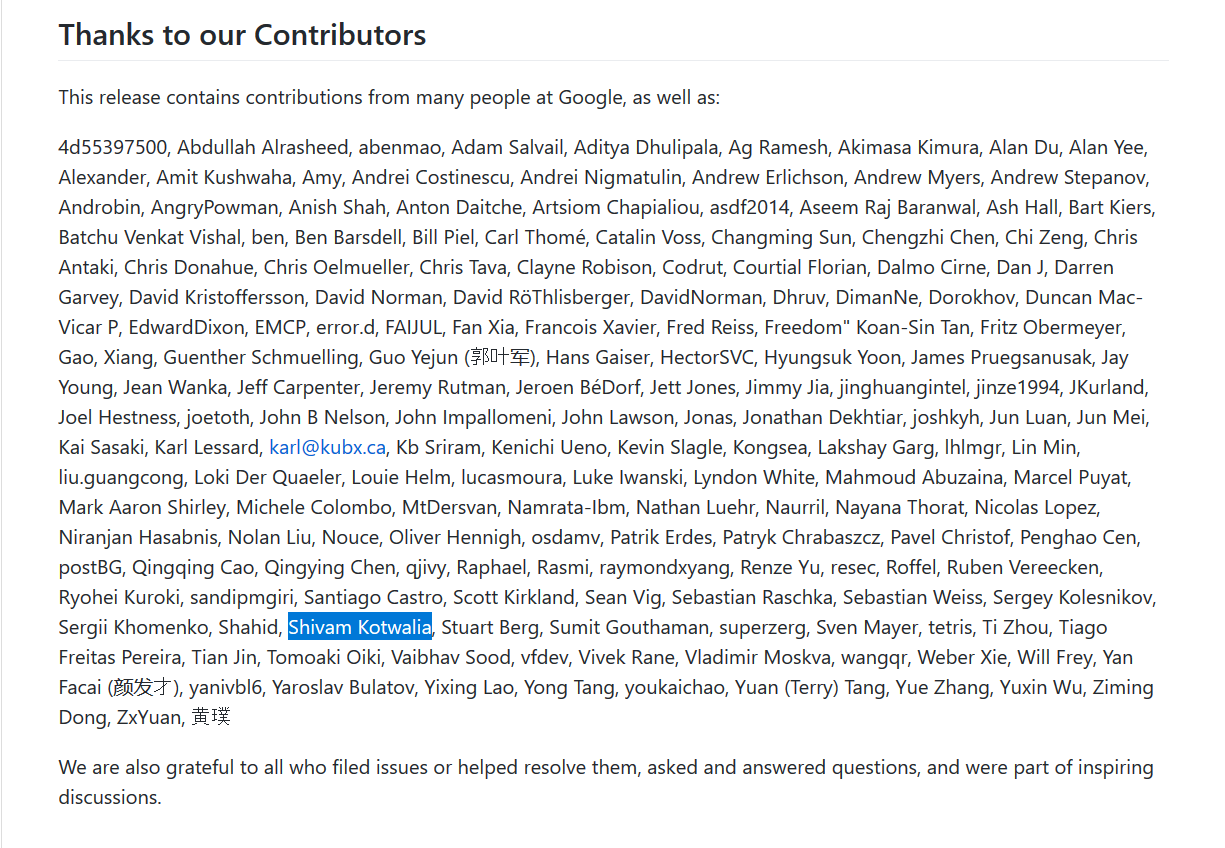 Thanks to our Contributors
This release contains contributions from many people at Google, as well as:
4d55397500, Abdullah Alrasheed, abenmao, Adam Salvail, Aditya Dhulipala, Ag Ramesh, Akimasa Kimura, Alan Du, Alan Yee,
Alexander, Amit Kushwaha, Amy, Andrei Costinescu, Andrei Nigmatulin, Andrew Erlichson, Andrew Myers, Andrew Stepanov,
Androbin, AngryPowman, Anish Shah, Anton Daitche, Artsiom Chapialiou, asdf2014, Aseem Raj Baranwal, Ash Hall, Bart Kiers,
Batchu Venkat Vishal, ben, Ben Barsdell, Bill Piel, Carl Thomé, Catalin Voss, Changming Sun, Chengzhi Chen, Chi Zeng, Chris
Antaki, Chris Donahue, Chris Oelmueller, Chris Tava, Clayne Robison, Codrut, Courtial Florian, Dalmo Cirne, Dan J, Darren
Garvey, David Kristoffersson, David Norman, David RöThlisberger, DavidNorman, Dhruv, DimanNe, Dorokhov, Duncan Mac-
Vicar P, EdwardDixon, EMCP, error.d, FAIJUL, Fan Xia, Francois Xavier, Fred Reiss, Freedom" Koan-Sin Tan, Fritz Obermeyer,
Gao, Xiang, Guenther Schmuelling, Guo Yejun (郭叶军), Hans Gaiser, HectorSVC, Hyungsuk Yoon, James Pruegsanusak, Jay
Young, Jean Wanka, Jeff Carpenter, Jeremy Rutman, Jeroen BéDorf, Jett Jones, Jimmy Jia, jinghuangintel, jinze1994, JKurland,
Joel Hestness, joetoth, John B Nelson, John Impallomeni, John Lawson, Jonas, Jonathan Dekhtiar, joshkyh, Jun Luan, Jun Mei,
Kai Sasaki, Karl Lessard, karl@kubx.ca, Kb Sriram, Kenichi Ueno, Kevin Slagle, Kongsea, Lakshay Garg, lhlmgr, Lin Min,
liu.guangcong, Loki Der Quaeler, Louie Helm, lucasmoura, Luke Iwanski, Lyndon White, Mahmoud Abuzaina, Marcel Puyat,
Mark Aaron Shirley, Michele Colombo, MtDersvan, Namrata-Ibm, Nathan Luehr, Naurril, Nayana Thorat, Nicolas Lopez,
Niranjan Hasabnis, Nolan Liu, Nouce, Oliver Hennigh, osdamv, Patrik Erdes, Patryk Chrabaszcz, Pavel Christof, Penghao Cen,
postBG, Qingqing Cao, Qingying Chen, qjivy, Raphael, Rasmi, raymondxyang, Renze Yu, resec, Roffel, Ruben Vereecken,
Ryohei Kuroki, sandipmgiri, Santiago Castro, Scott Kirkland, Sean Vig, Sebastian Raschka, Sebastian Weiss, Sergey Kolesnikov,
Sergii Khomenko, Shahid, Shivam Kotwalia, Stuart Berg, Sumit Gouthaman, superzerg, Sven Mayer, tetris, Ti Zhou, Tiago
Freitas Pereira, Tian Jin, Tomoaki Oiki, Vaibhav Sood, vfdev, Vivek Rane, Vladimir Moskva, wangqr, Weber Xie, Will Frey, Yan
Facai (颜发才), yanivbl6, Yaroslav Bulatov, Yixing Lao, Yong Tang, youkaichao, Yuan (Terry) Tang, Yue Zhang, Yuxin Wu, Ziming
Dong, ZxYuan, 黄璞
We are also grateful to all who filed issues or helped resolve them, asked and answered questions, and were part of inspiring
discussions.